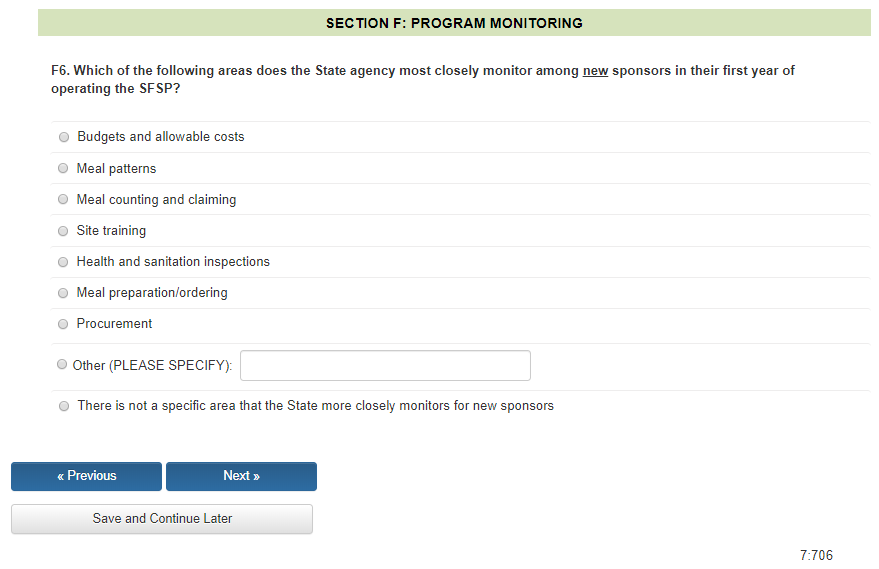 SECTION F: PROGRAM MONITORING
F6. Which of the following areas does the State agency most closely monitor among new sponsors in their first year of
operating the SFSP?
Budgets and allowable costs
Meal patterns
Meal counting and claiming
Site training
Health and sanitation inspections
Meal preparation/ordering
Procurement
Other (PLEASE SPECIFY):
There is not a specific area that the State more closely monitors for new sponsors
« Previous
Next »
Save and Continue Later
7:706